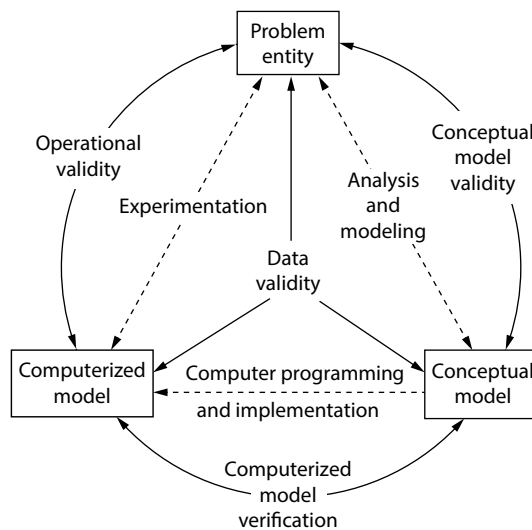 Problem
entity
Operational
validity
Conceptual
model
validity
Experimentation
Analysis
and
modeling
Data
validity
Computerized
model
Computer programming
and implementation
Conceptual
model
Computerized
model
verification